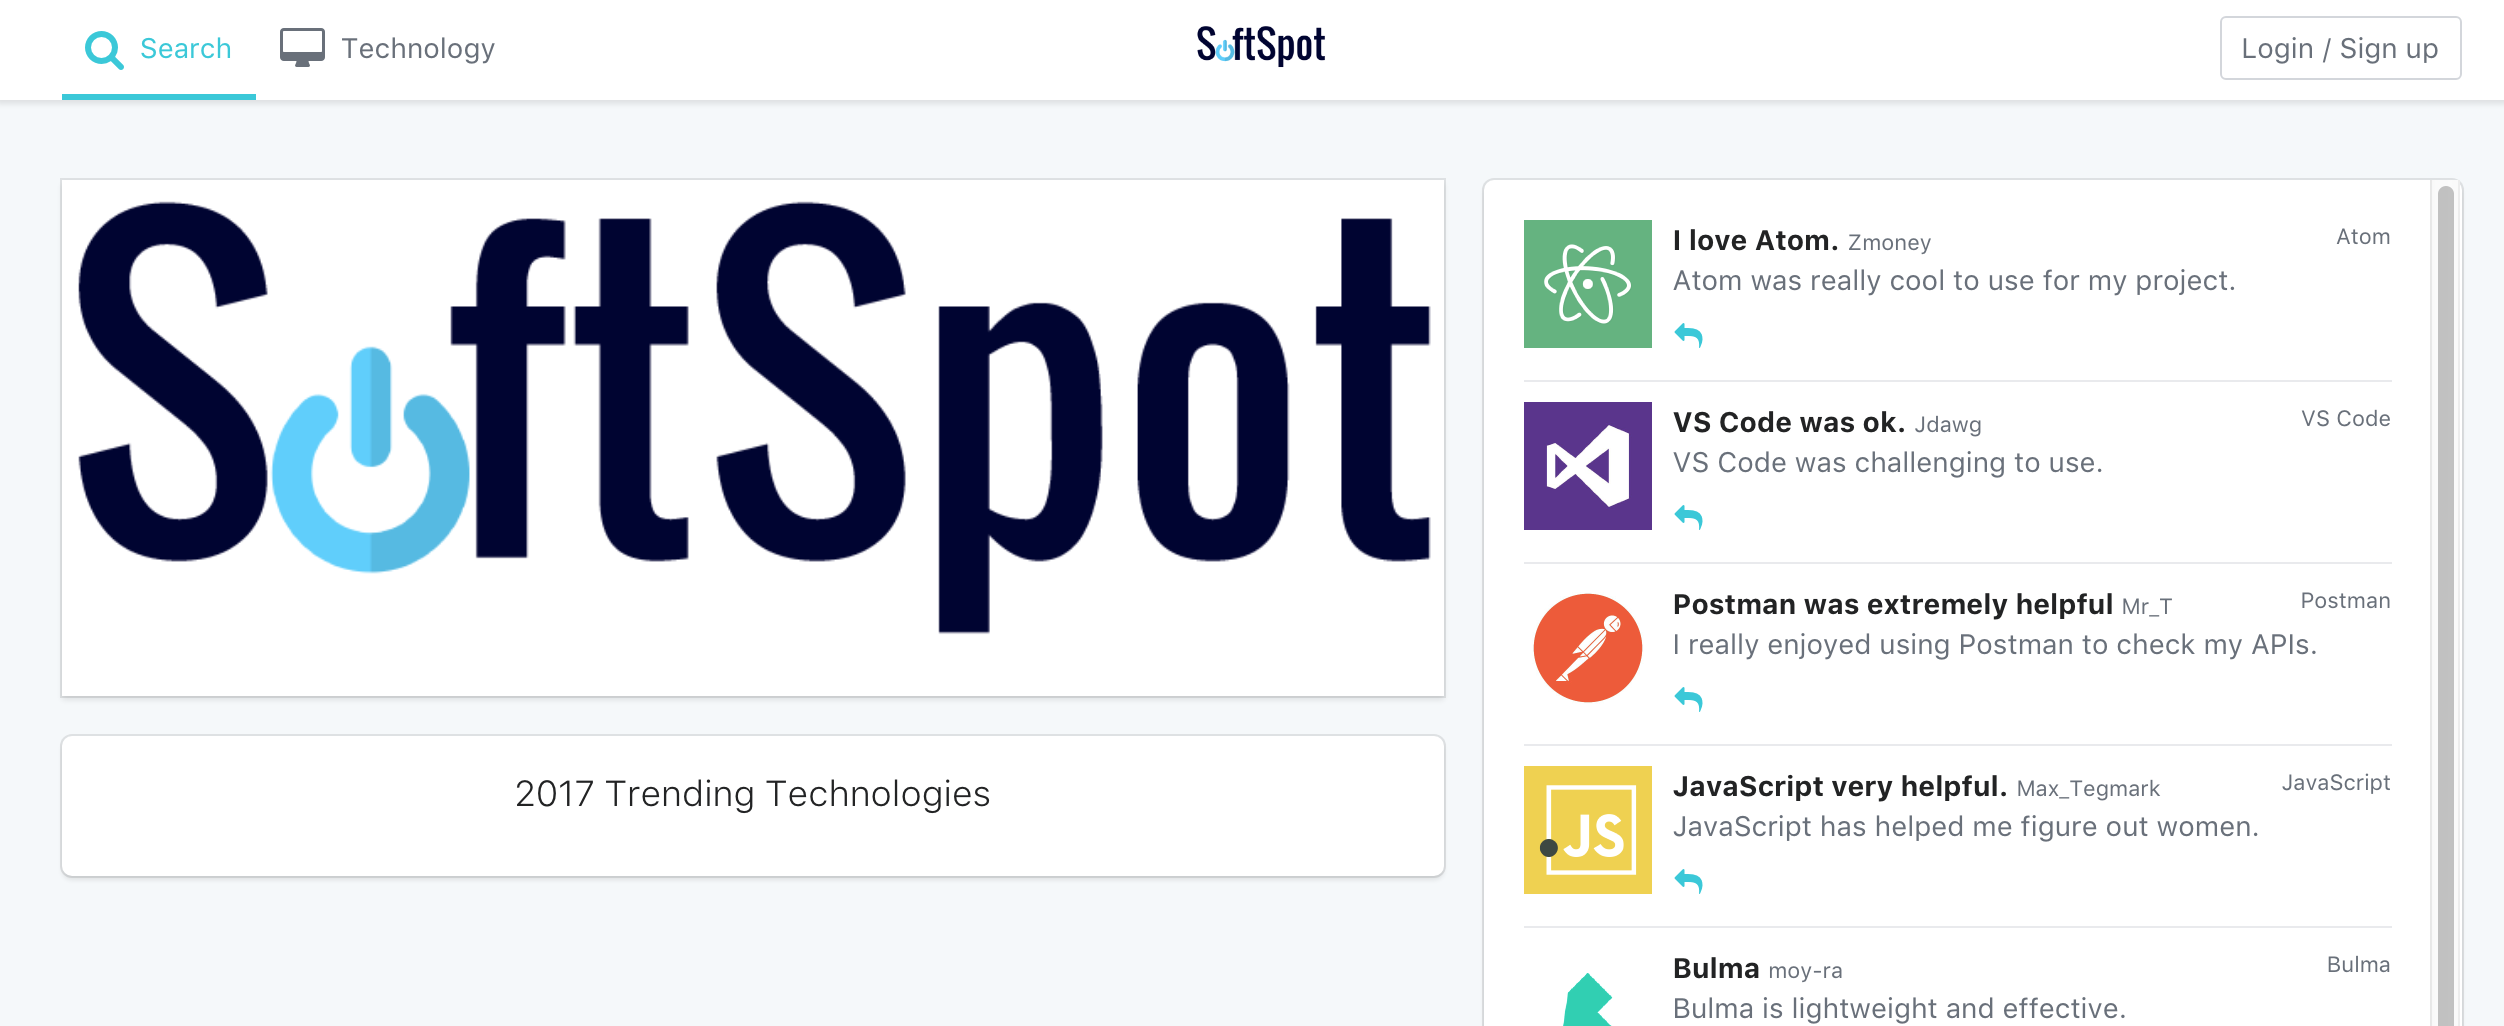 Search
Technology
SoftSpot
Login / Sign up
SoftSpot
2017 Trending Technologies
I love Atom. Zmoney
Atom
Atom was really cool to use for my project.
VS Code was ok. Jdawg
VS Code
VS Code was challenging to use.
Postman was extremely helpful Mr_T
Postman
I really enjoyed using Postman to check my APIs.
JS
JavaScript very helpful. Max_Tegmark
JavaScript
JavaScript has helped me figure out women.
Bulma moy-ra
Bulma
Bulma is lightweight and effective.